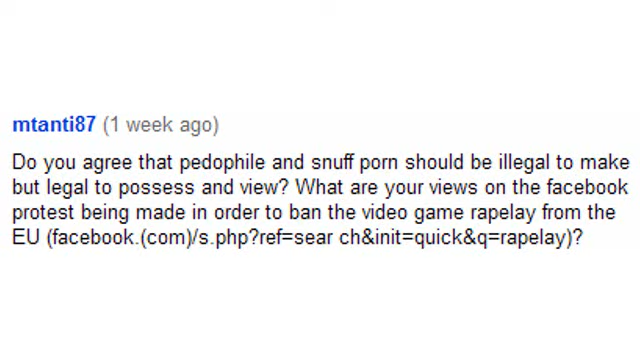 mtanti87 (1 week ago)
Do you agree that pedophile and snuff porn should be illegal to make
but legal to possess and view? What are your views on the facebook
protest being made in order to ban the video game rapelay from the
EU (facebook.(com)/s.php?ref=sear ch&init=quick&q=rapelay)?